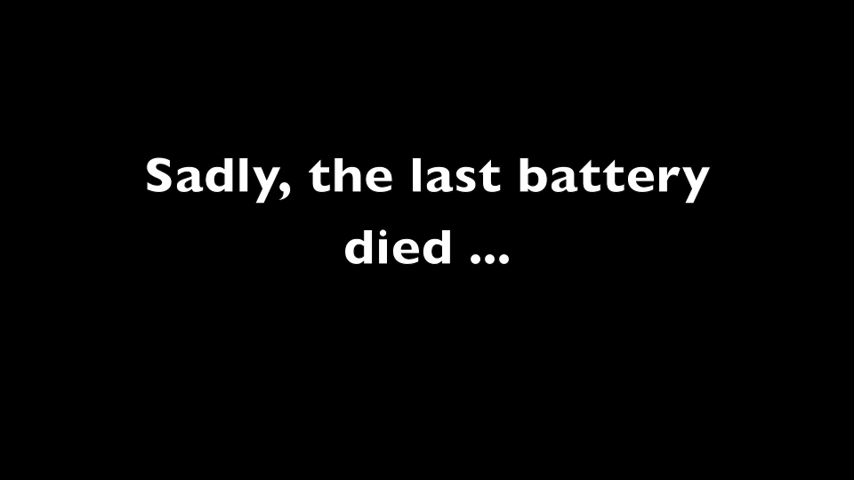 Sadly, the last battery
died ...